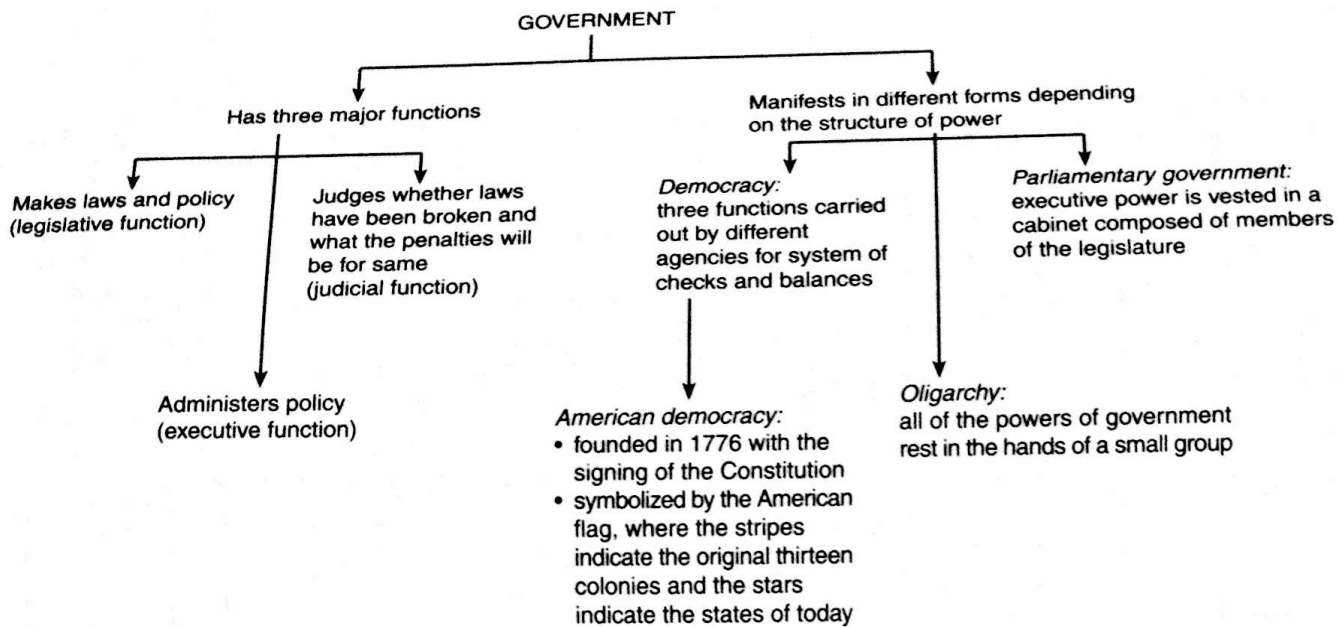 GOVERNMENT
Has three major functions
Makes laws and policy
(legislative function)
Judges whether laws
have been broken and
what the penalties will
be for same
(judicial function)
Administers policy
(executive function)
Manifests in different forms depending
on the structure of power
Democracy:
three functions carried
out by different
agencies for system of
checks and balances
American democracy:
• founded in 1776 with the
signing of the Constitution
• symbolized by the American
flag, where the stripes
indicate the original thirteen
colonies and the stars
indicate the states of today
Oligarchy:
all of the powers of government
rest in the hands of a small group
Parliamentary government:
executive power is vested in a
cabinet composed of members
of the legislature